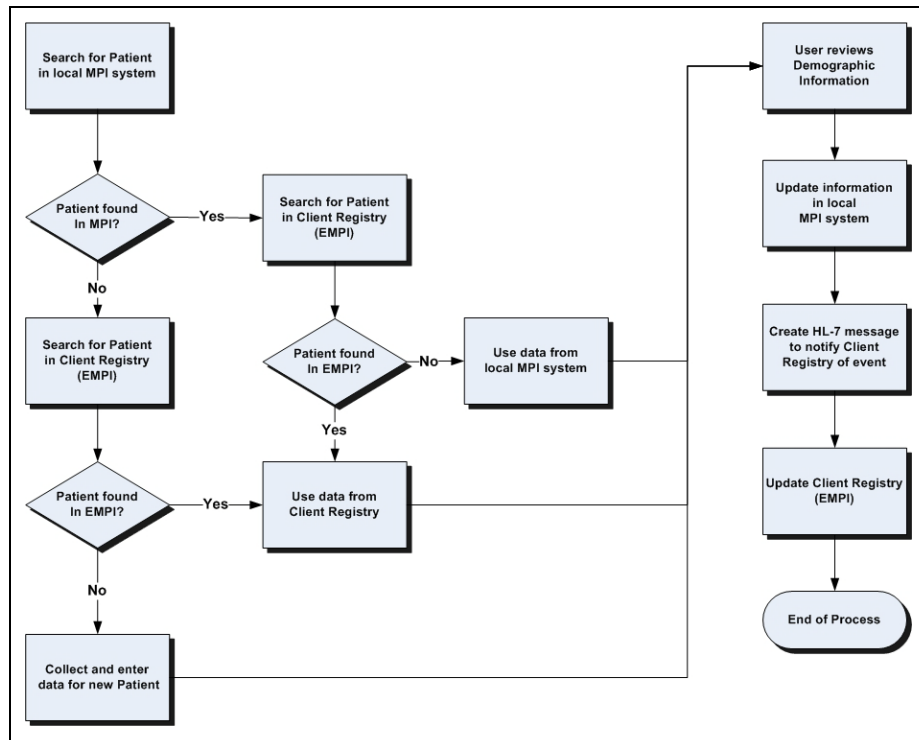 Search for Patient
in local MPI system
Patient found
In MPI?
Yes
No
Search for Patient
in Client Registry
(EMPI)
Search for Patient
in Client Registry
(EMPI)
Patient found
In EMPI?
No
Use data from
local MPI system
Yes
Patient found
In EMPI?
Yes
Use data from
Client Registry
No
Collect and enter
data for new Patient
User reviews
Demographic
Information
Update information
in local
MPI system
Create HL-7 message
to notify Client
Registry of event
Update Client Registry
(EMPI)
End of Process